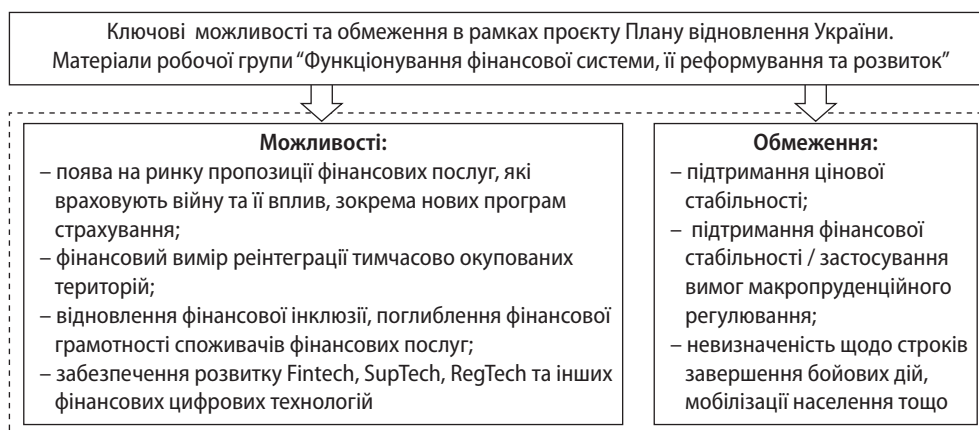 Ключові можливості та обмеження в рамках проєкту Плану відновлення України.
Матеріали робочої групи “Функціонування фінансової системи, її реформування та розвиток”
Можливості:
– поява на ринку пропозиції фінансових послуг, які
враховують війну та її вплив, зокрема нових програм
страхування;
– фінансовий вимір реінтеграції тимчасово окупованих
територій;
– відновлення фінансової інклюзії, поглиблення фінансової
грамотності споживачів фінансових послуг;
– забезпечення розвитку Fintech, SupTech, RegTech та інших
фінансових цифрових технологій
Обмеження:
– підтримання цінової
стабільності;
– підтримання фінансової
стабільності / застосування
вимог макропруденційного
регулювання;
– невизначеність щодо строків
завершення бойових дій,
мобілізації населення тощо